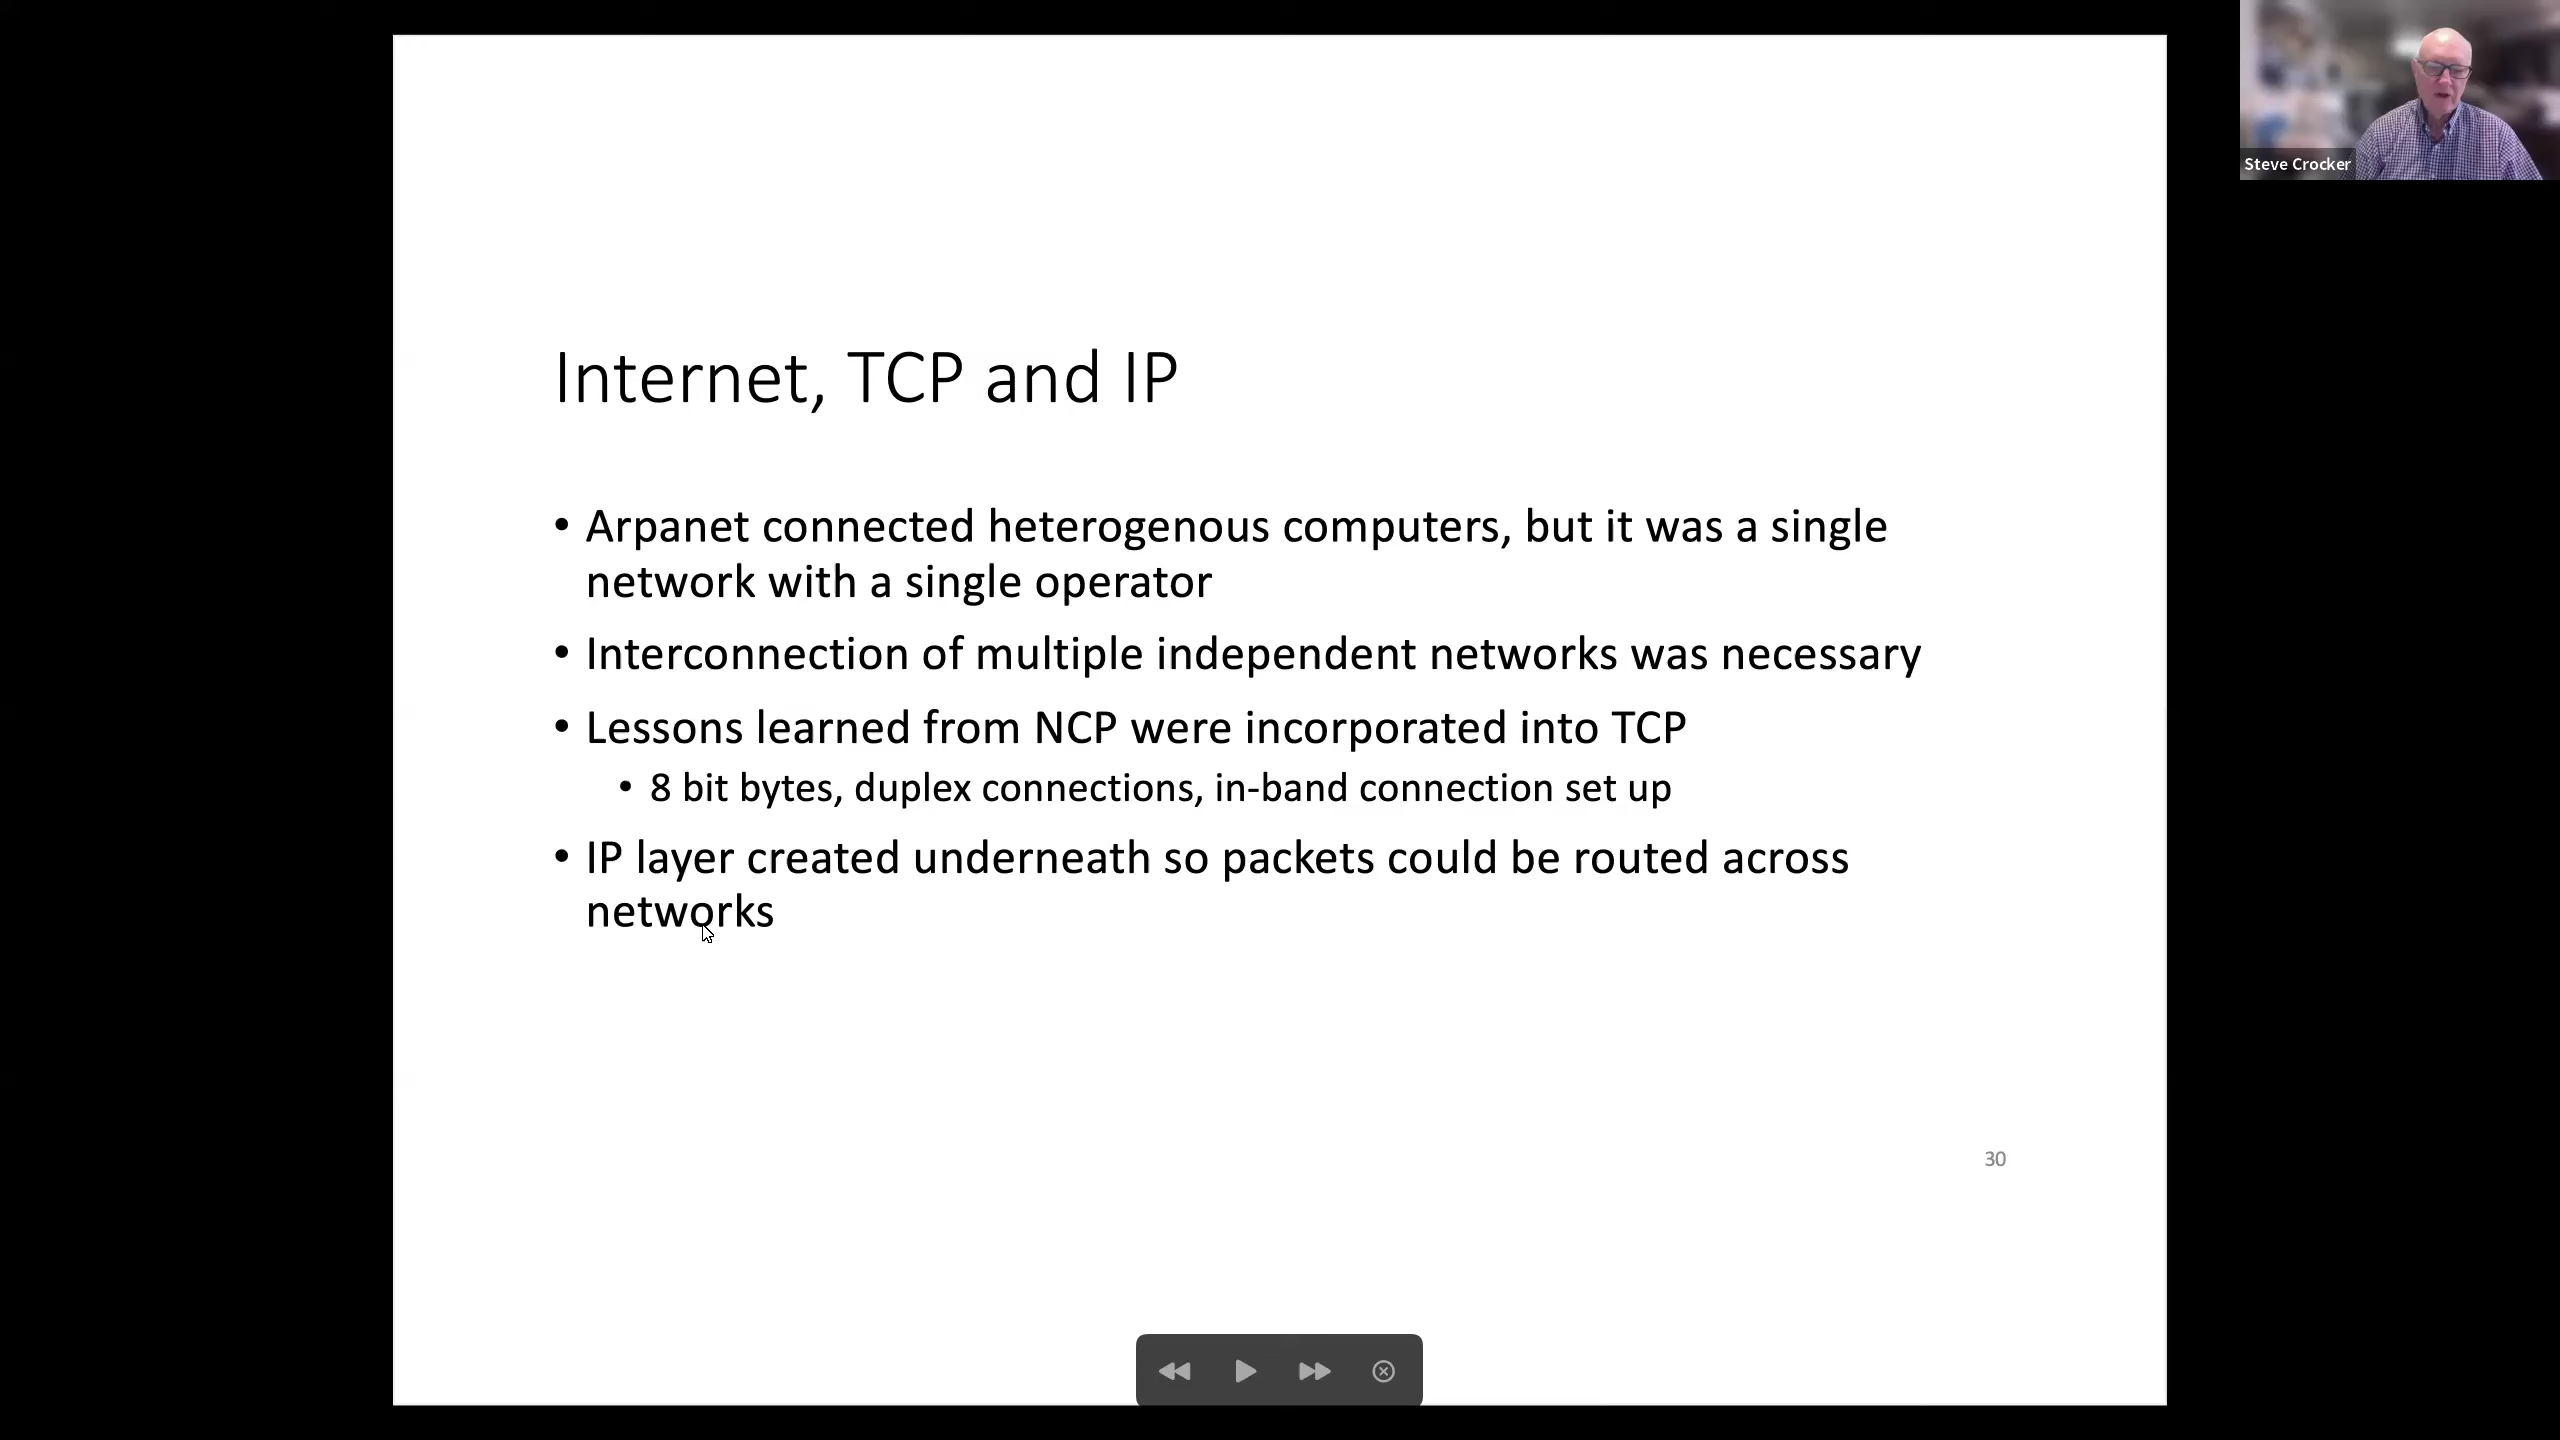 Steve Crocker
Internet, TCP and IP
• Arpanet connected heterogenous computers, but it was a single
network with a single operator
• Interconnection of multiple independent networks was necessary
• Lessons learned from NCP were incorporated into TCP
• 8 bit bytes, duplex connections, in-band connection set up
• IP layer created underneath so packets could be routed across
networks
30